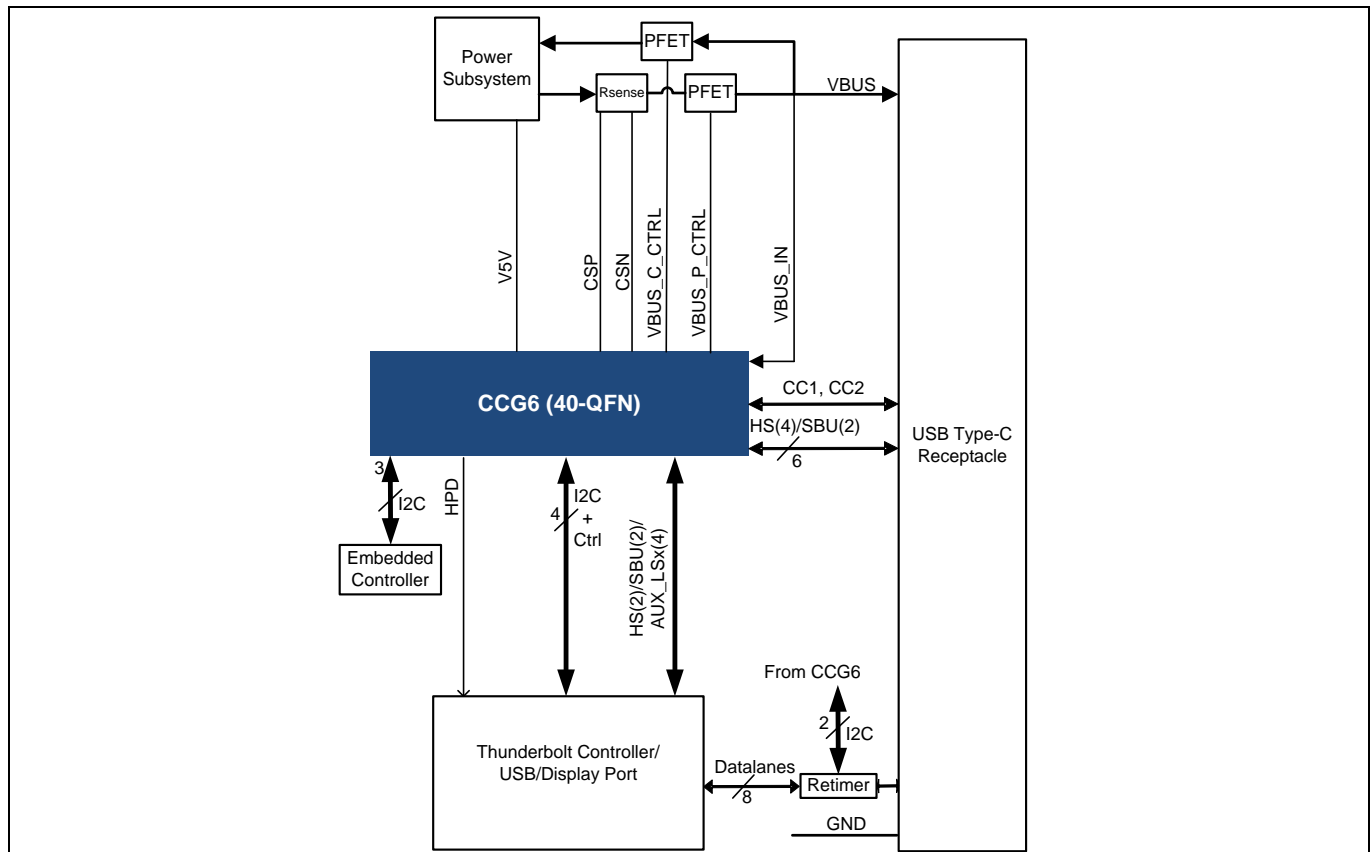 Power
Subsystem
PFET
Rsense
PFET
VBUS
V5V
CSP
CSN
VBUS_C_CTRL
VBUS_P_CTRL
VBUS_IN
CCG6 (40-QFN)
CC1, CC2
HS(4)/SBU(2)
6
USB Type-C
Receptacle
3
I2C
HPD
4
I2C
+
Ctrl
HS(2)/SBU(2)/
AUX_LSx(4)
Embedded
Controller
From CCG6
2
I2C
Thunderbolt Controller/
USB/Display Port
Datalanes
8
Retimer
GND